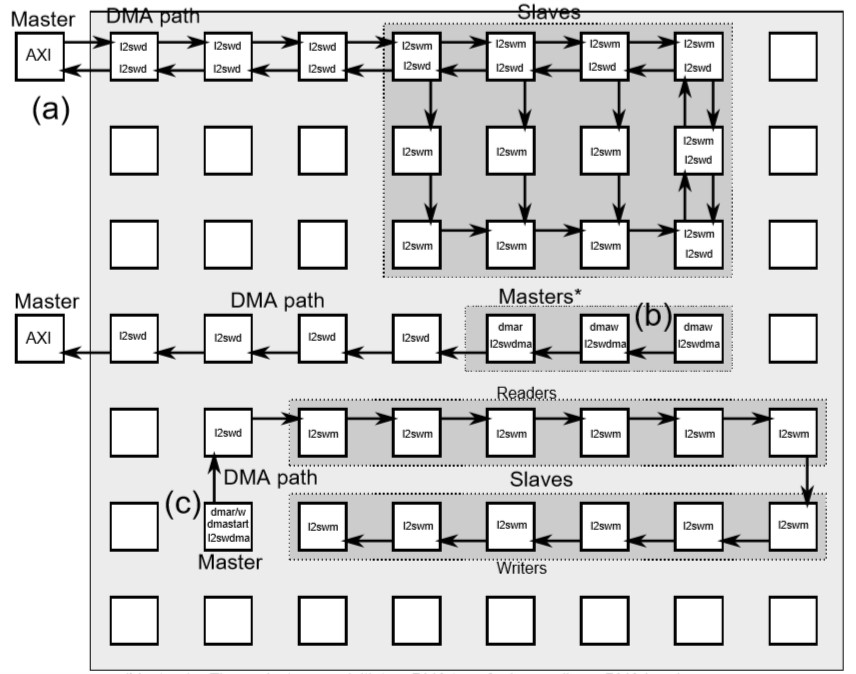 Master
DMA path
Slaves
AXI
l2swd l2swd l2swd l2swm l2swm l2swm l2swm
l2swd l2swd l2swd l2swd l2swd l2swd l2swd
(a)
l2swm l2swm l2swm l2swm
l2swd
l2swm l2swm l2swm l2swm
l2swd
Master
DMA path
Masters*
(b)
AXI
l2swd l2swd l2swd l2swd
dmar dmaw dmaw
l2swdma l2swdma l2swdma
Readers
l2swd l2swm l2swm l2swm l2swm l2swm l2swm
DMA path
Slaves
(c)
dmar/w
dmastart
l2swdma
l2swm l2swm l2swm l2swm l2swm l2swm
Master
Writers